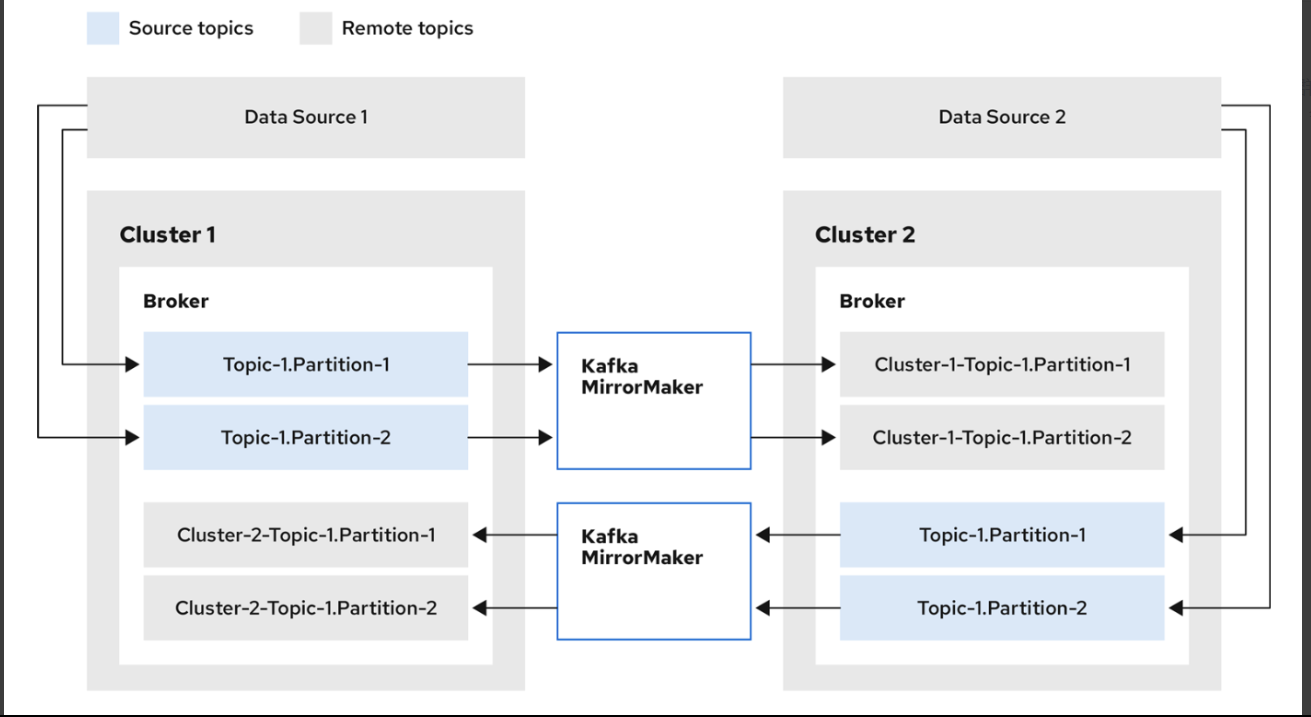 Source topics
Remote topics
Data Source 1
Data Source 2
Cluster 1
Broker
Topic-1.Partition-1
Topic-1.Partition-2
Cluster-2-Topic-1.Partition-1
Cluster-2-Topic-1.Partition-2
Kafka
MirrorMaker
Kafka
MirrorMaker
Cluster 2
Broker
Cluster-1-Topic-1.Partition-1
Cluster-1-Topic-1.Partition-2
Topic-1.Partition-1
Topic-1.Partition-2